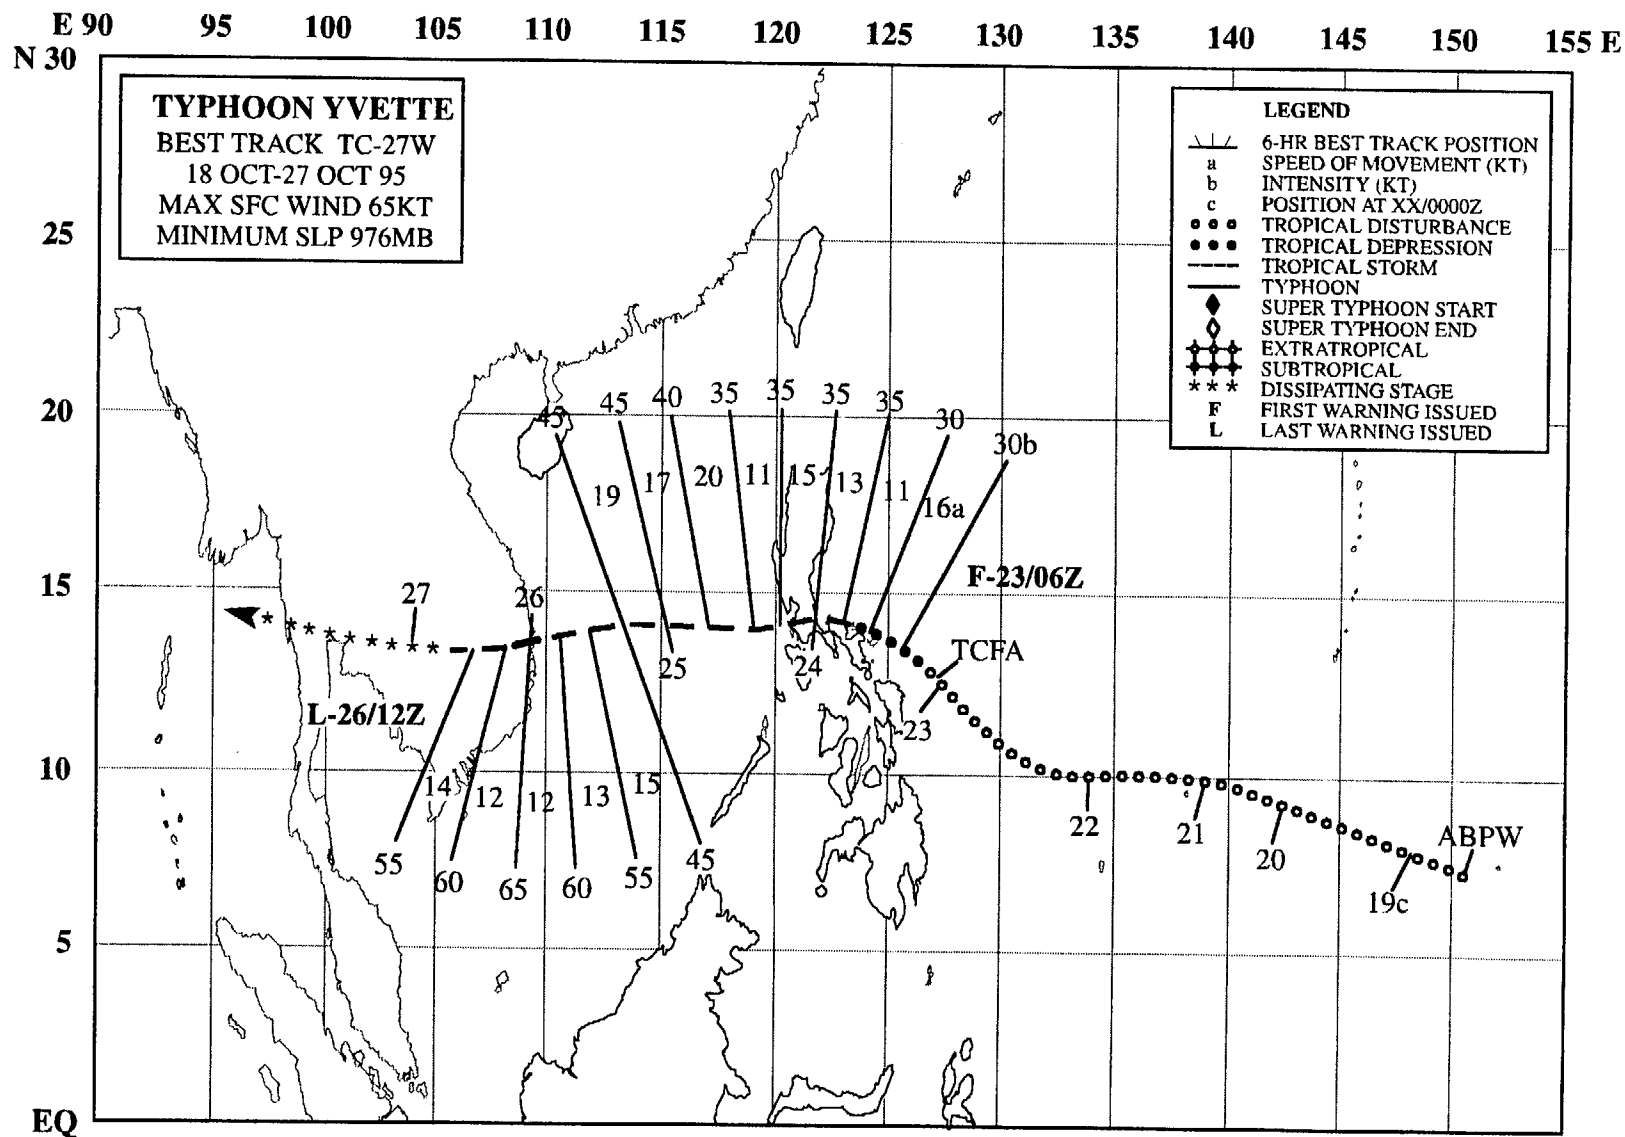 E 90 95 100 105 110 115 120 125 130 135 140 145 150 155 E
N 30
25
20
15
10
5
EQ
TYPHOON YVETTE
BEST TRACK TC-27W
18 OCT-27 OCT 95
MAX SFC WIND 65KT
MINIMUM SLP 976MB
LEGEND
6-HR BEST TRACK POSITION
a SPEED OF MOVEMENT (KT)
b INTENSITY (KT)
c POSITION AT XX/0000Z
TROPICAL DISTURBANCE
TROPICAL DEPRESSION
TROPICAL STORM
TYPHOON
SUPER TYPHOON START
SUPER TYPHOON END
EXTRATROPICAL
SUBTROPICAL
*** DISSIPATING STAGE
F FIRST WARNING ISSUED
L LAST WARNING ISSUED
45 45 40 35 35 35 35 30 30b
19 17 20 11 15 13 11 16a
F-23/06Z
27 26
25 24 TCFA
23
L-26/12Z
14 12 12 13 15
22 21 20 ABPW
19c
55 60 65 60 55 45